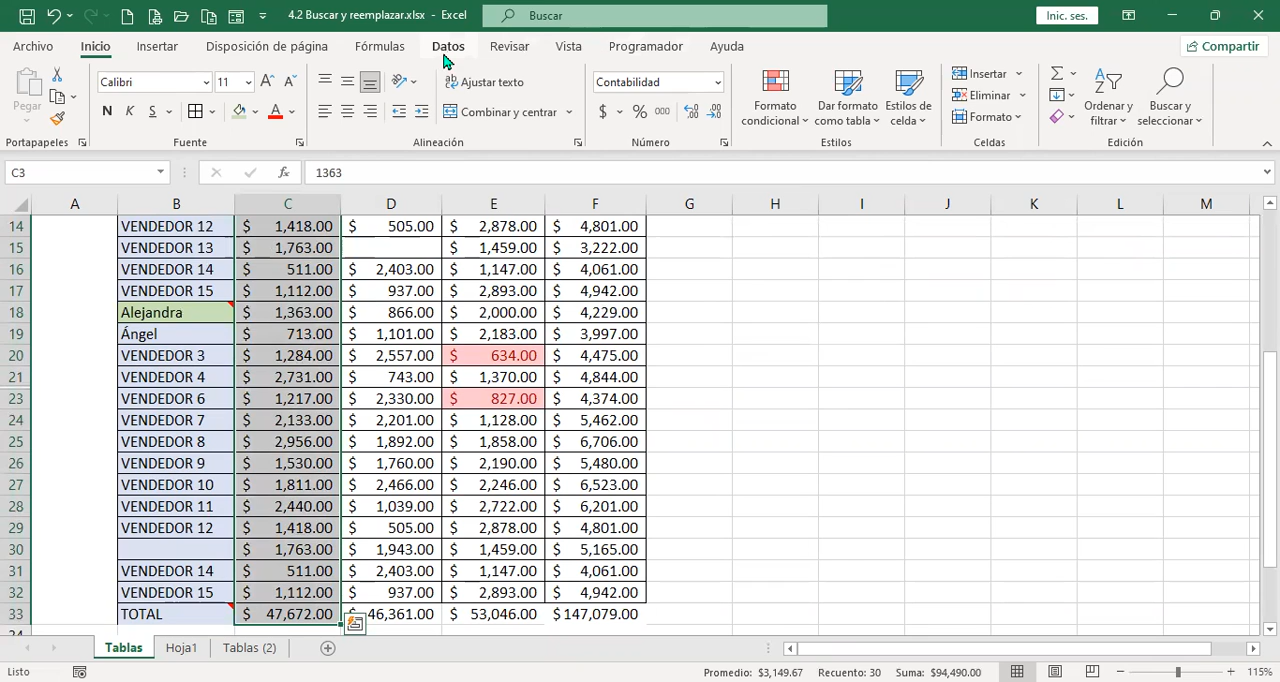 4.2 Buscar y reemplazar.xlsx - Excel
Buscar
Inic. ses.
Archivo Inicio Insertar Disposición de página Fórmulas Datos Revisar Vista Programador Ayuda Compartir
Pegar
Portapapeles
Calibri 11
N K S
Fuente
Ajustar texto
Combinar y centrar
Alineación
Contabilidad
$ % 000
Número
Formato condicional
Dar formato como tabla
Estilos de celda
Estilos
Insertar
Eliminar
Formato
Celdas
Ordenar y filtrar
Buscar y seleccionar
Edición
C3 fx 1363
A B C D E F G H I J K L M
14 VENDEDOR 12 $ 1,418.00 $ 505.00 $ 2,878.00 $ 4,801.00
15 VENDEDOR 13 $ 1,763.00 $ 1,459.00 $ 3,222.00
16 VENDEDOR 14 $ 511.00 $ 2,403.00 $ 1,147.00 $ 4,061.00
17 VENDEDOR 15 $ 1,112.00 $ 937.00 $ 2,893.00 $ 4,942.00
18 Alejandra $ 1,363.00 $ 866.00 $ 2,000.00 $ 4,229.00
19 Ángel $ 713.00 $ 1,101.00 $ 2,183.00 $ 3,997.00
20 VENDEDOR 3 $ 1,284.00 $ 2,557.00 $ 634.00 $ 4,475.00
21 VENDEDOR 4 $ 2,731.00 $ 743.00 $ 1,370.00 $ 4,844.00
23 VENDEDOR 6 $ 1,217.00 $ 2,330.00 $ 827.00 $ 4,374.00
24 VENDEDOR 7 $ 2,133.00 $ 2,201.00 $ 1,128.00 $ 5,462.00
25 VENDEDOR 8 $ 2,956.00 $ 1,892.00 $ 1,858.00 $ 6,706.00
26 VENDEDOR 9 $ 1,530.00 $ 1,760.00 $ 2,190.00 $ 5,480.00
27 VENDEDOR 10 $ 1,811.00 $ 2,466.00 $ 2,246.00 $ 6,523.00
28 VENDEDOR 11 $ 2,440.00 $ 1,039.00 $ 2,722.00 $ 6,201.00
29 VENDEDOR 12 $ 1,418.00 $ 505.00 $ 2,878.00 $ 4,801.00
30 $ 1,763.00 $ 1,943.00 $ 1,459.00 $ 5,165.00
31 VENDEDOR 14 $ 511.00 $ 2,403.00 $ 1,147.00 $ 4,061.00
32 VENDEDOR 15 $ 1,112.00 $ 937.00 $ 2,893.00 $ 4,942.00
33 TOTAL $ 47,672.00 $ 46,361.00 $ 53,046.00 $147,079.00
Tablas Hoja1 Tablas (2)
Listo Promedio: $3,149.67 Recuento: 30 Suma: $94,490.00 115%